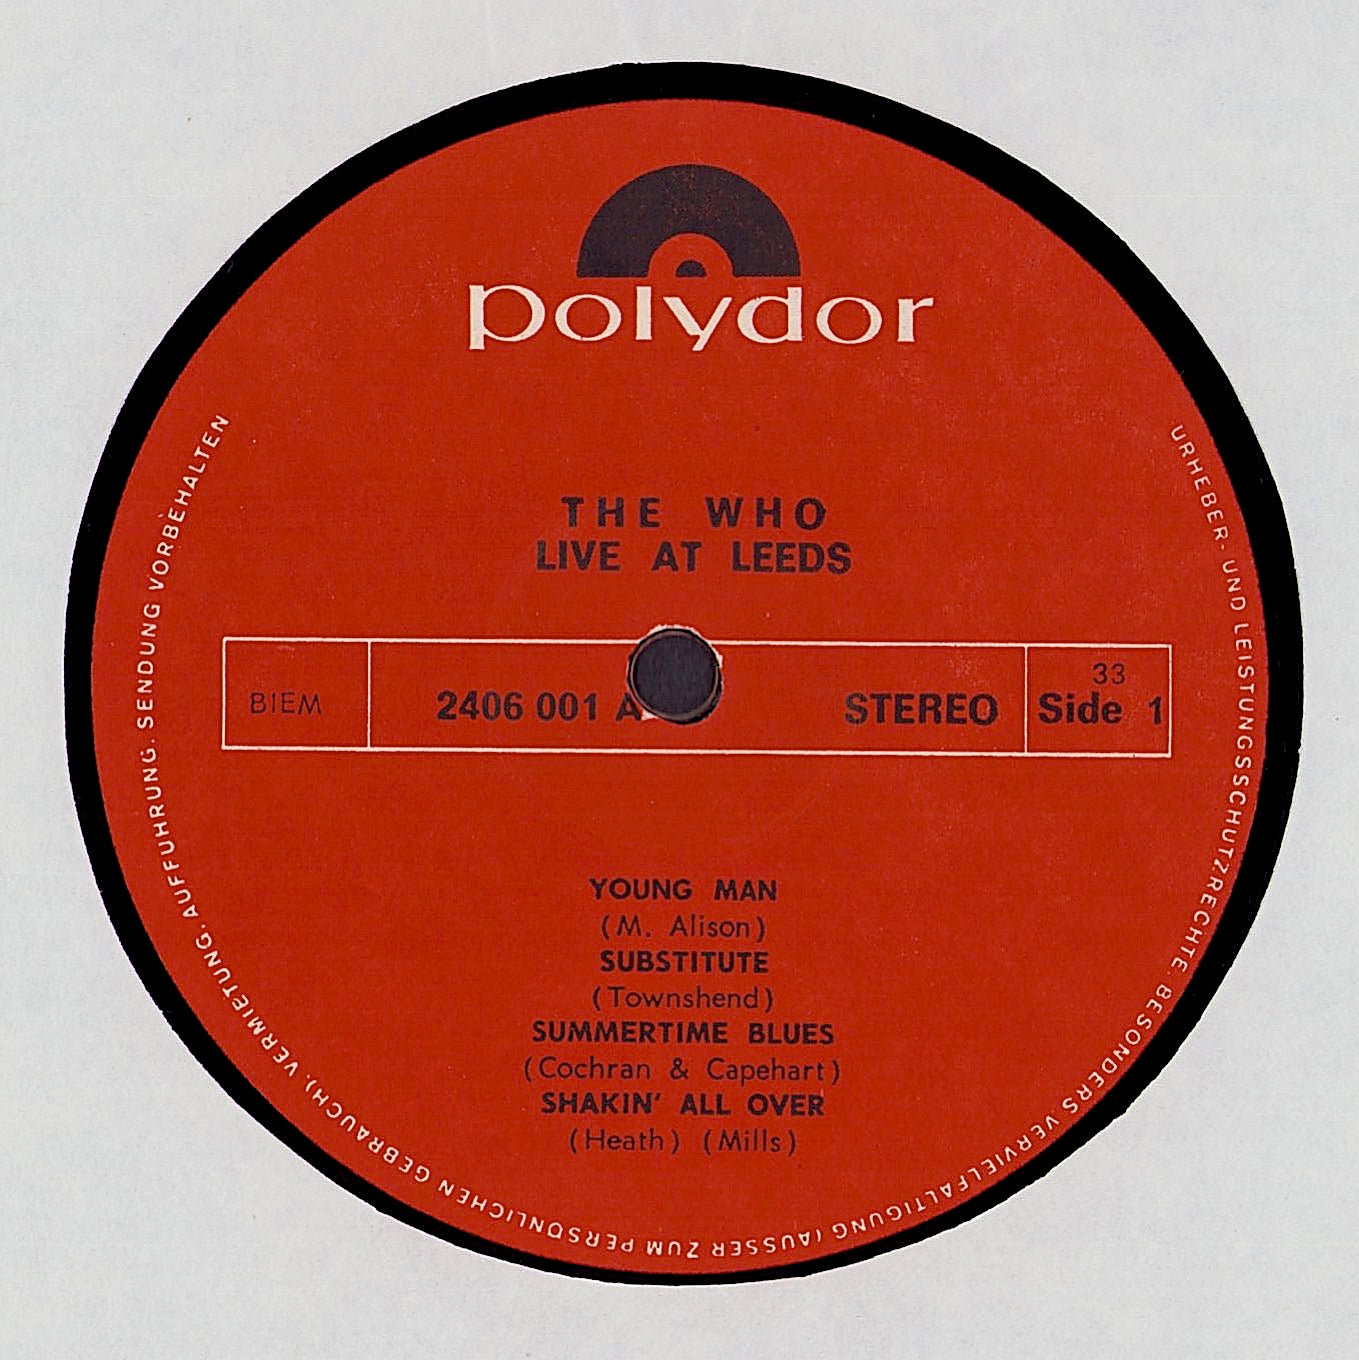 polydor
THE WHO
LIVE AT LEEDS
BIEM
2406 001 A
STEREO
33
Side 1
YOUNG MAN
(M. Alison)
SUBSTITUTE
(Townshend)
SUMMERTIME BLUES
(Cochran & Capehart)
SHAKIN' ALL OVER
(Heath) (Mills)
URHEBER- UND LEISTUNGSSCHUTZRECHTE, BESONDERS VERVIELFÄLTIGUNG (AUSSER ZUM PERSÖNLICHEN GEBRAUCH), VERMIETUNG, AUFFÜHRUNG, SENDUNG VORBEHALTEN